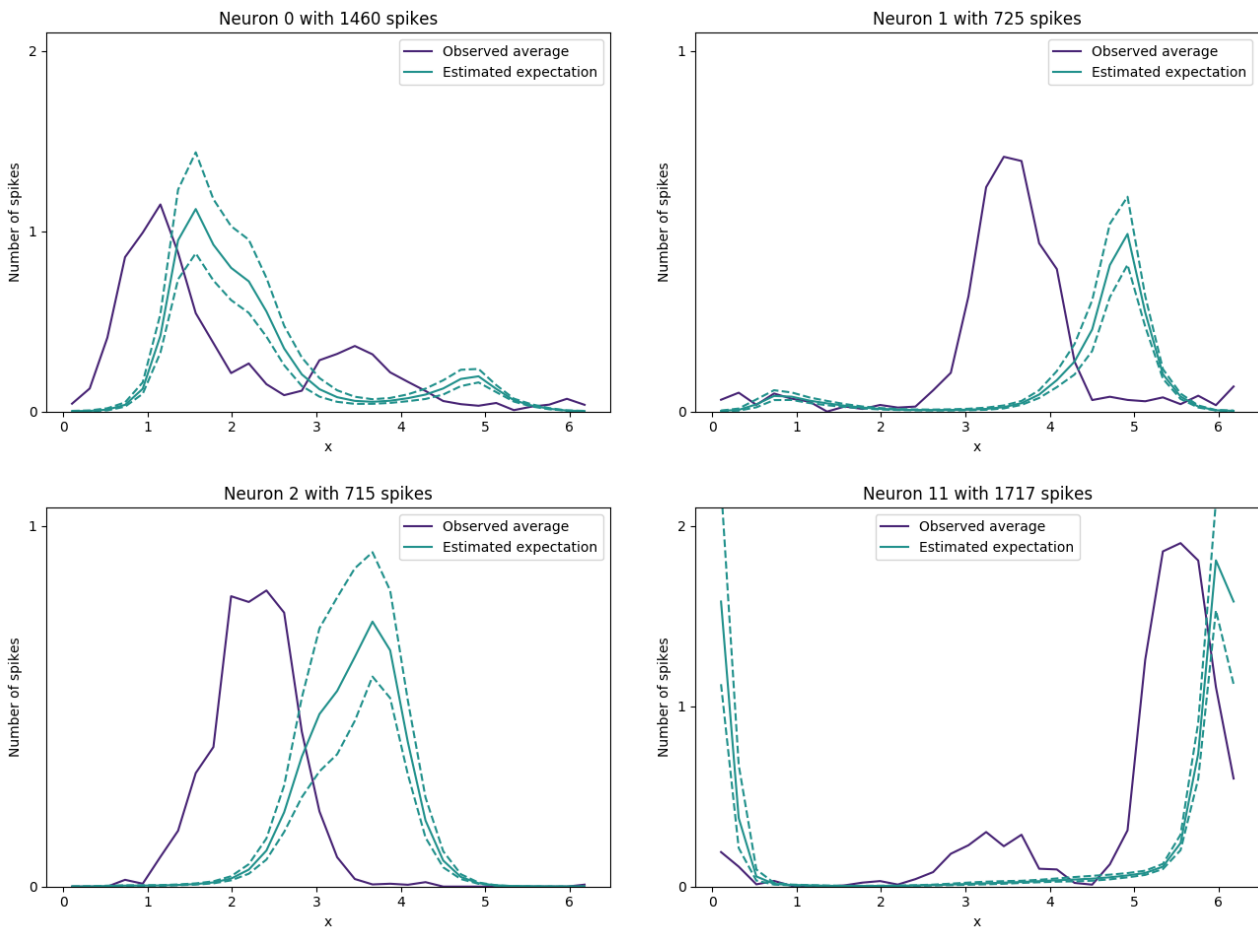 Neuron 0 with 1460 spikes
2
1
0
Number of spikes
Observed average
Estimated expectation
0 1 2 3 4 5 6
x
Neuron 1 with 725 spikes
1
0
Number of spikes
Observed average
Estimated expectation
0 1 2 3 4 5 6
x
Neuron 2 with 715 spikes
1
0
Number of spikes
Observed average
Estimated expectation
0 1 2 3 4 5 6
x
Neuron 11 with 1717 spikes
2
1
0
Number of spikes
Observed average
Estimated expectation
0 1 2 3 4 5 6
x